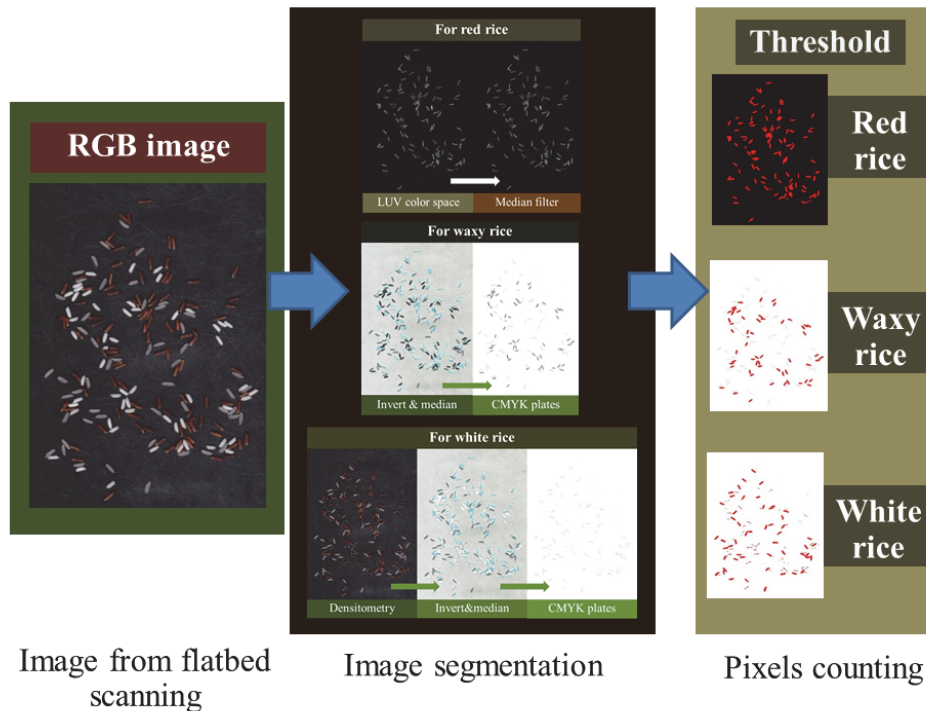 RGB image
Image from flatbed
scanning
For red rice
LUV color space
Median filter
For waxy rice
Invert & median
CMYK plates
For white rice
Densitometry
Invert&median
CMYK plates
Image segmentation
Threshold
Red
rice
Waxy
rice
White
rice
Pixels counting